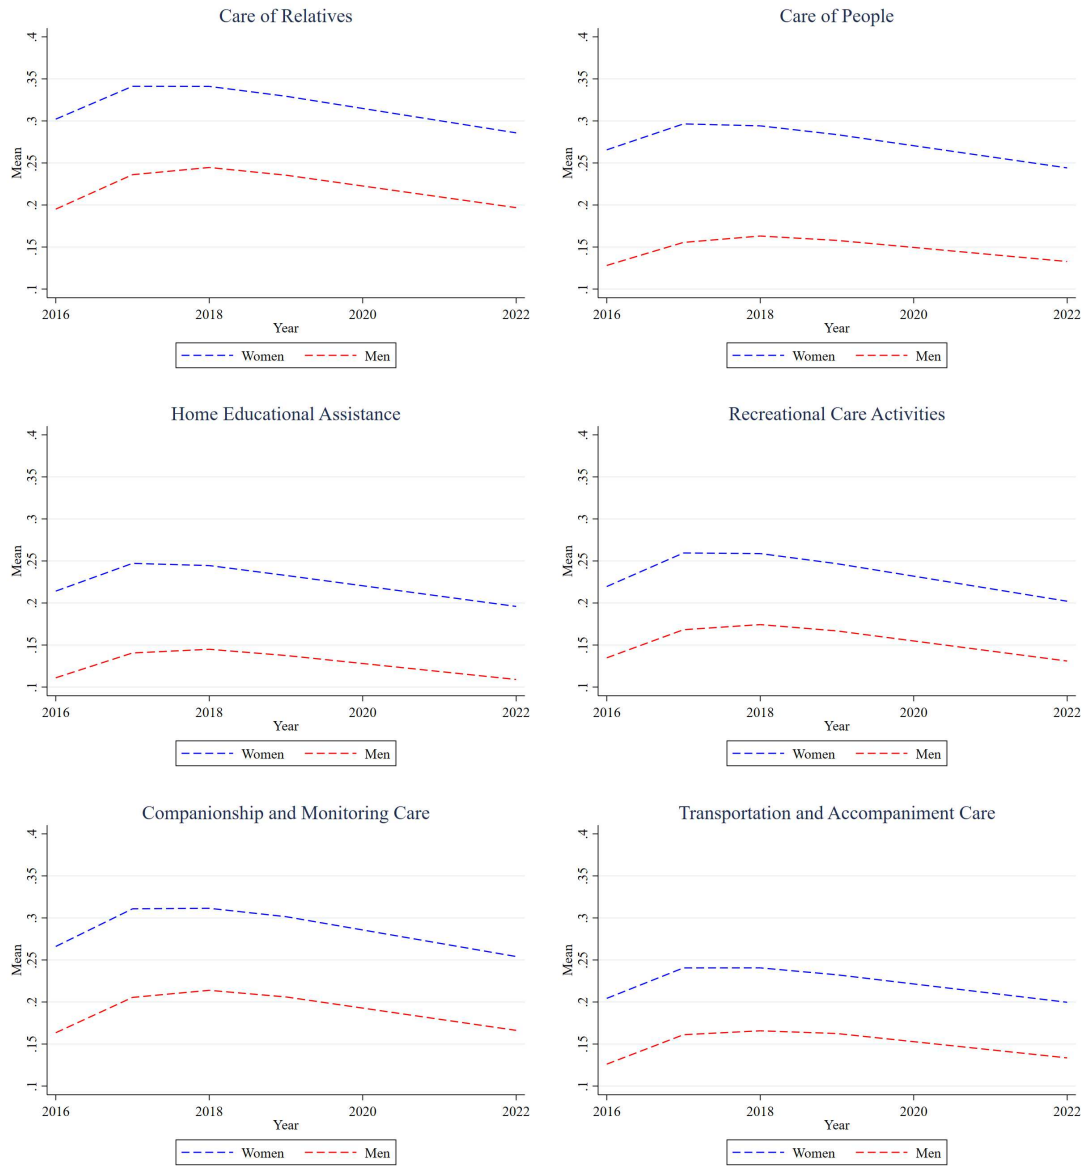 Care of Relatives
Mean
.4
.35
.3
.25
.2
.15
.1
2016 2018 2020 2022
Year
Women Men
Care of People
Mean
.4
.35
.3
.25
.2
.15
.1
2016 2018 2020 2022
Year
Women Men
Home Educational Assistance
Mean
.4
.35
.3
.25
.2
.15
.1
2016 2018 2020 2022
Year
Women Men
Recreational Care Activities
Mean
.4
.35
.3
.25
.2
.15
.1
2016 2018 2020 2022
Year
Women Men
Companionship and Monitoring Care
Mean
.4
.35
.3
.25
.2
.15
.1
2016 2018 2020 2022
Year
Women Men
Transportation and Accompaniment Care
Mean
.4
.35
.3
.25
.2
.15
.1
2016 2018 2020 2022
Year
Women Men